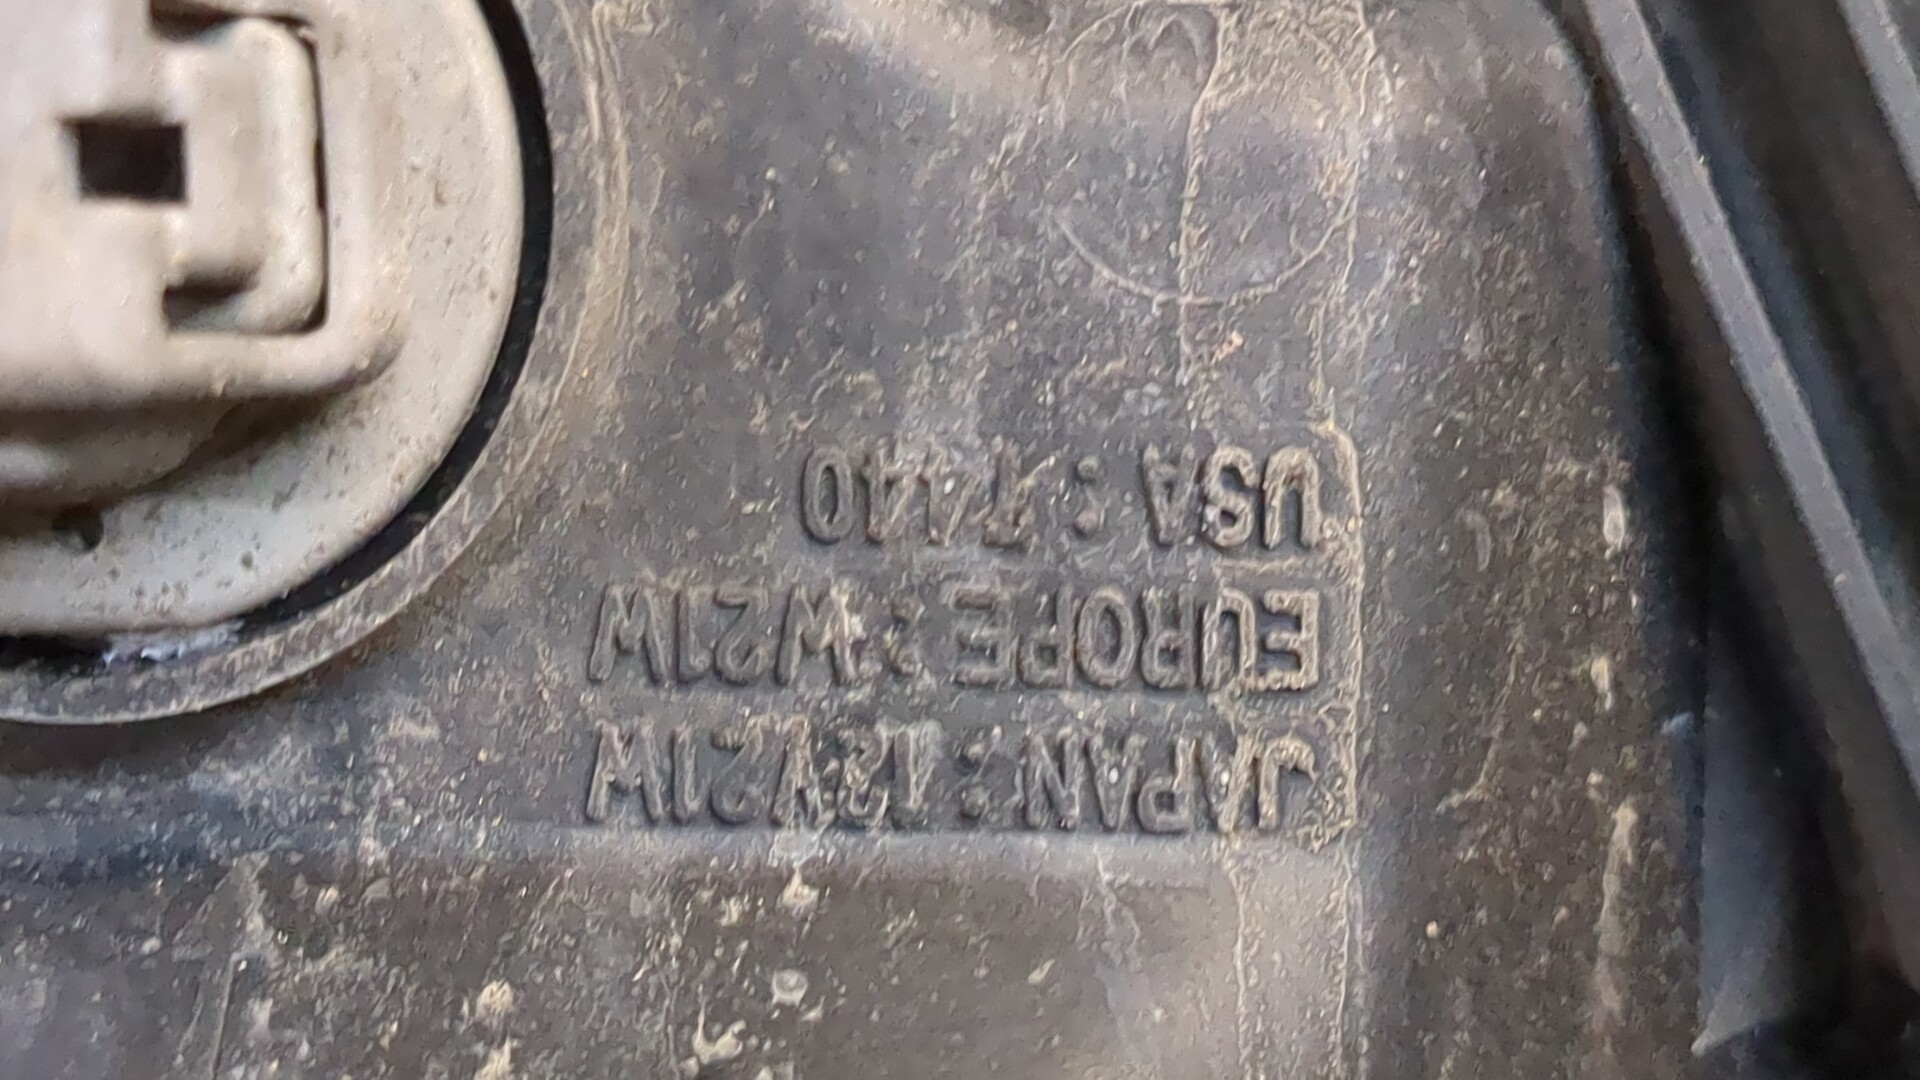 JAPAN : 12V21W
EUROPE : W21W
USA : 7440